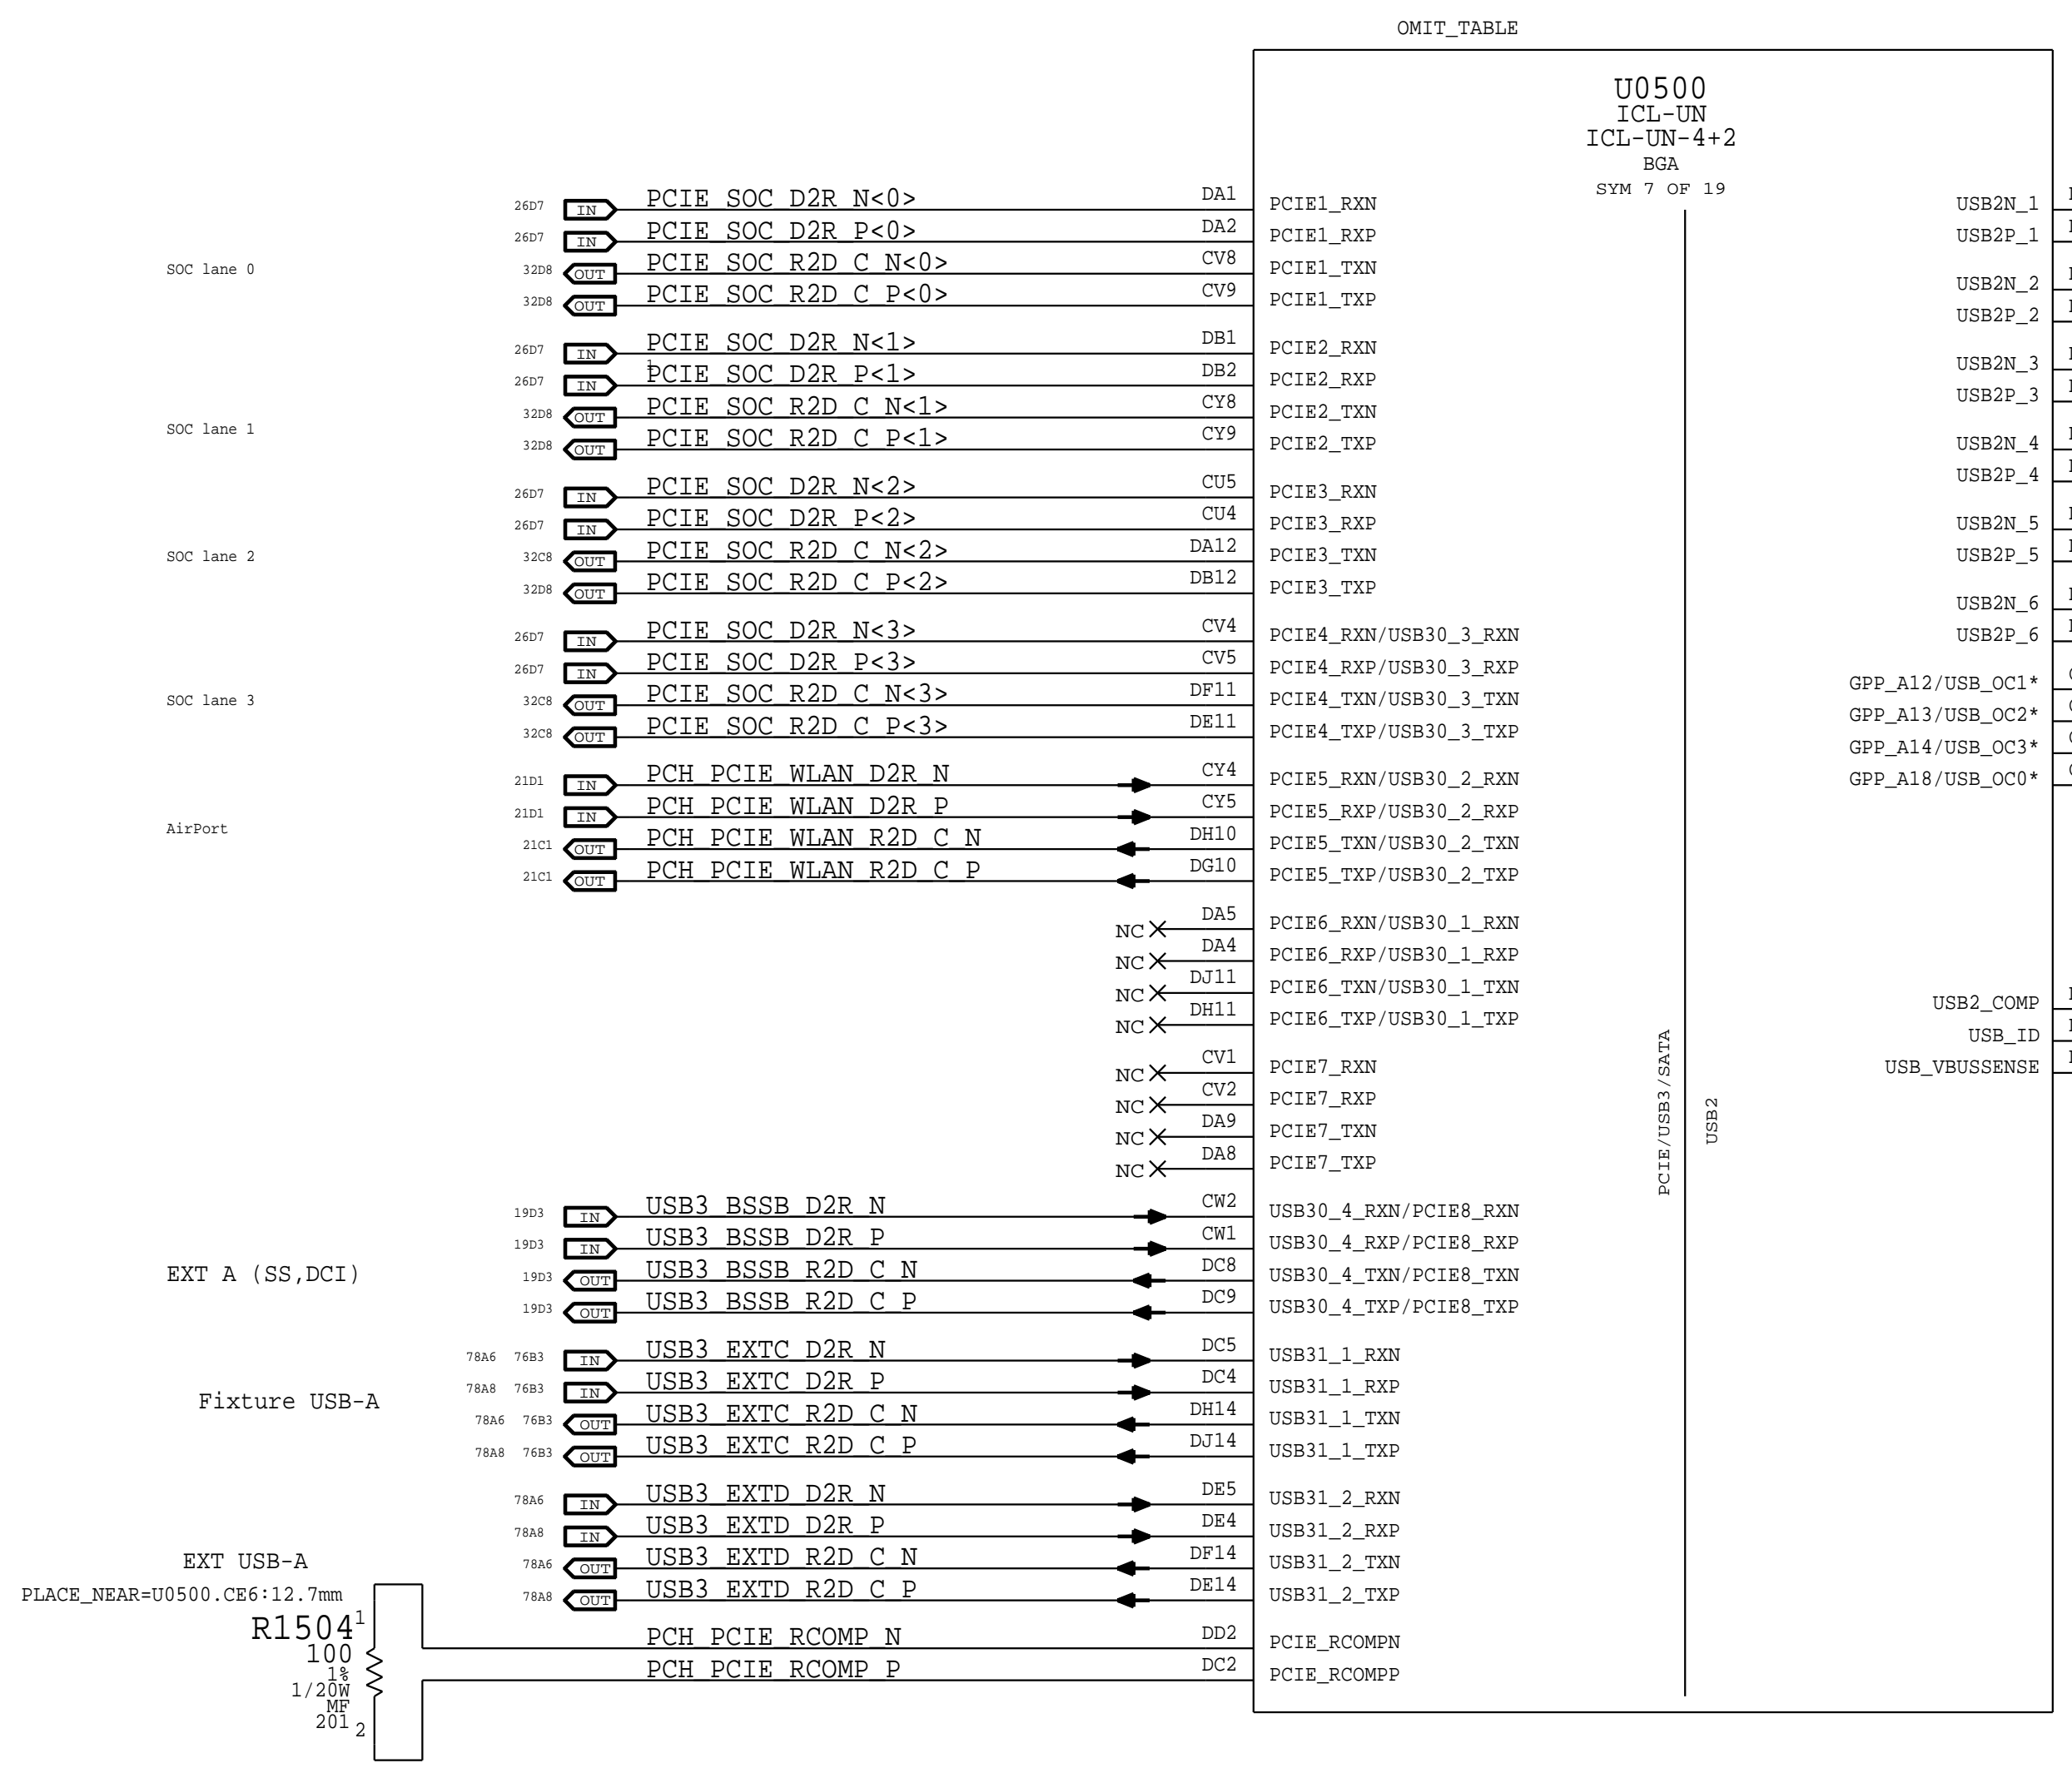 OMIT_TABLE
U0500
ICL-UN
ICL-UN-4+2
BGA
SYM 7 OF 19
26D7 IN PCIE_SOC_D2R_N<0> DA1 PCIE1_RXN
26D7 IN PCIE_SOC_D2R_P<0> DA2 PCIE1_RXP
SOC lane 0
32D8 OUT PCIE_SOC_R2D_C_N<0> CV8 PCIE1_TXN
32D8 OUT PCIE_SOC_R2D_C_P<0> CV9 PCIE1_TXP
26D7 IN PCIE_SOC_D2R_N<1> DB1 PCIE2_RXN
1
26D7 IN PCIE_SOC_D2R_P<1> DB2 PCIE2_RXP
32D8 OUT PCIE_SOC_R2D_C_N<1> CY8 PCIE2_TXN
SOC lane 1
32D8 OUT PCIE_SOC_R2D_C_P<1> CY9 PCIE2_TXP
26D7 IN PCIE_SOC_D2R_N<2> CU5 PCIE3_RXN
26D7 IN PCIE_SOC_D2R_P<2> CU4 PCIE3_RXP
SOC lane 2
32C8 OUT PCIE_SOC_R2D_C_N<2> DA12 PCIE3_TXN
32D8 OUT PCIE_SOC_R2D_C_P<2> DB12 PCIE3_TXP
26D7 IN PCIE_SOC_D2R_N<3> CV4 PCIE4_RXN/USB30_3_RXN
26D7 IN PCIE_SOC_D2R_P<3> CV5 PCIE4_RXP/USB30_3_RXP
SOC lane 3
32C8 OUT PCIE_SOC_R2D_C_N<3> DF11 PCIE4_TXN/USB30_3_TXN
32C8 OUT PCIE_SOC_R2D_C_P<3> DE11 PCIE4_TXP/USB30_3_TXP
21D1 IN PCH_PCIE_WLAN_D2R_N CY4 PCIE5_RXN/USB30_2_RXN
21D1 IN PCH_PCIE_WLAN_D2R_P CY5 PCIE5_RXP/USB30_2_RXP
AirPort
21C1 OUT PCH_PCIE_WLAN_R2D_C_N DH10 PCIE5_TXN/USB30_2_TXN
21C1 OUT PCH_PCIE_WLAN_R2D_C_P DG10 PCIE5_TXP/USB30_2_TXP
NC DA5 PCIE6_RXN/USB30_1_RXN
NC DA4 PCIE6_RXP/USB30_1_RXP
NC DJ11 PCIE6_TXN/USB30_1_TXN
NC DH11 PCIE6_TXP/USB30_1_TXP
NC CV1 PCIE7_RXN
NC CV2 PCIE7_RXP
NC DA9 PCIE7_TXN
NC DA8 PCIE7_TXP
19D3 IN USB3_BSSB_D2R_N CW2 USB30_4_RXN/PCIE8_RXN
19D3 IN USB3_BSSB_D2R_P CW1 USB30_4_RXP/PCIE8_RXP
EXT A (SS,DCI)
19D3 OUT USB3_BSSB_R2D_C_N DC8 USB30_4_TXN/PCIE8_TXN
19D3 OUT USB3_BSSB_R2D_C_P DC9 USB30_4_TXP/PCIE8_TXP
78A6 76B3 IN USB3_EXTC_D2R_N DC5 USB31_1_RXN
78A8 76B3 IN USB3_EXTC_D2R_P DC4 USB31_1_RXP
Fixture USB-A
78A6 76B3 OUT USB3_EXTC_R2D_C_N DH14 USB31_1_TXN
78A8 76B3 OUT USB3_EXTC_R2D_C_P DJ14 USB31_1_TXP
78A6 IN USB3_EXTD_D2R_N DE5 USB31_2_RXN
78A8 IN USB3_EXTD_D2R_P DE4 USB31_2_RXP
EXT USB-A
78A6 OUT USB3_EXTD_R2D_C_N DF14 USB31_2_TXN
78A8 OUT USB3_EXTD_R2D_C_P DE14 USB31_2_TXP
PLACE_NEAR=U0500.CE6:12.7mm
R1504
1
100
1%
1/20W
MF
201
2
PCH_PCIE_RCOMP_N DD2 PCIE_RCOMPN
PCH_PCIE_RCOMP_P DC2 PCIE_RCOMPP
PCIE/USB3/SATA
USB2
USB2N_1
USB2P_1
USB2N_2
USB2P_2
USB2N_3
USB2P_3
USB2N_4
USB2P_4
USB2N_5
USB2P_5
USB2N_6
USB2P_6
GPP_A12/USB_OC1*
GPP_A13/USB_OC2*
GPP_A14/USB_OC3*
GPP_A18/USB_OC0*
USB2_COMP
USB_ID
USB_VBUSSENSE